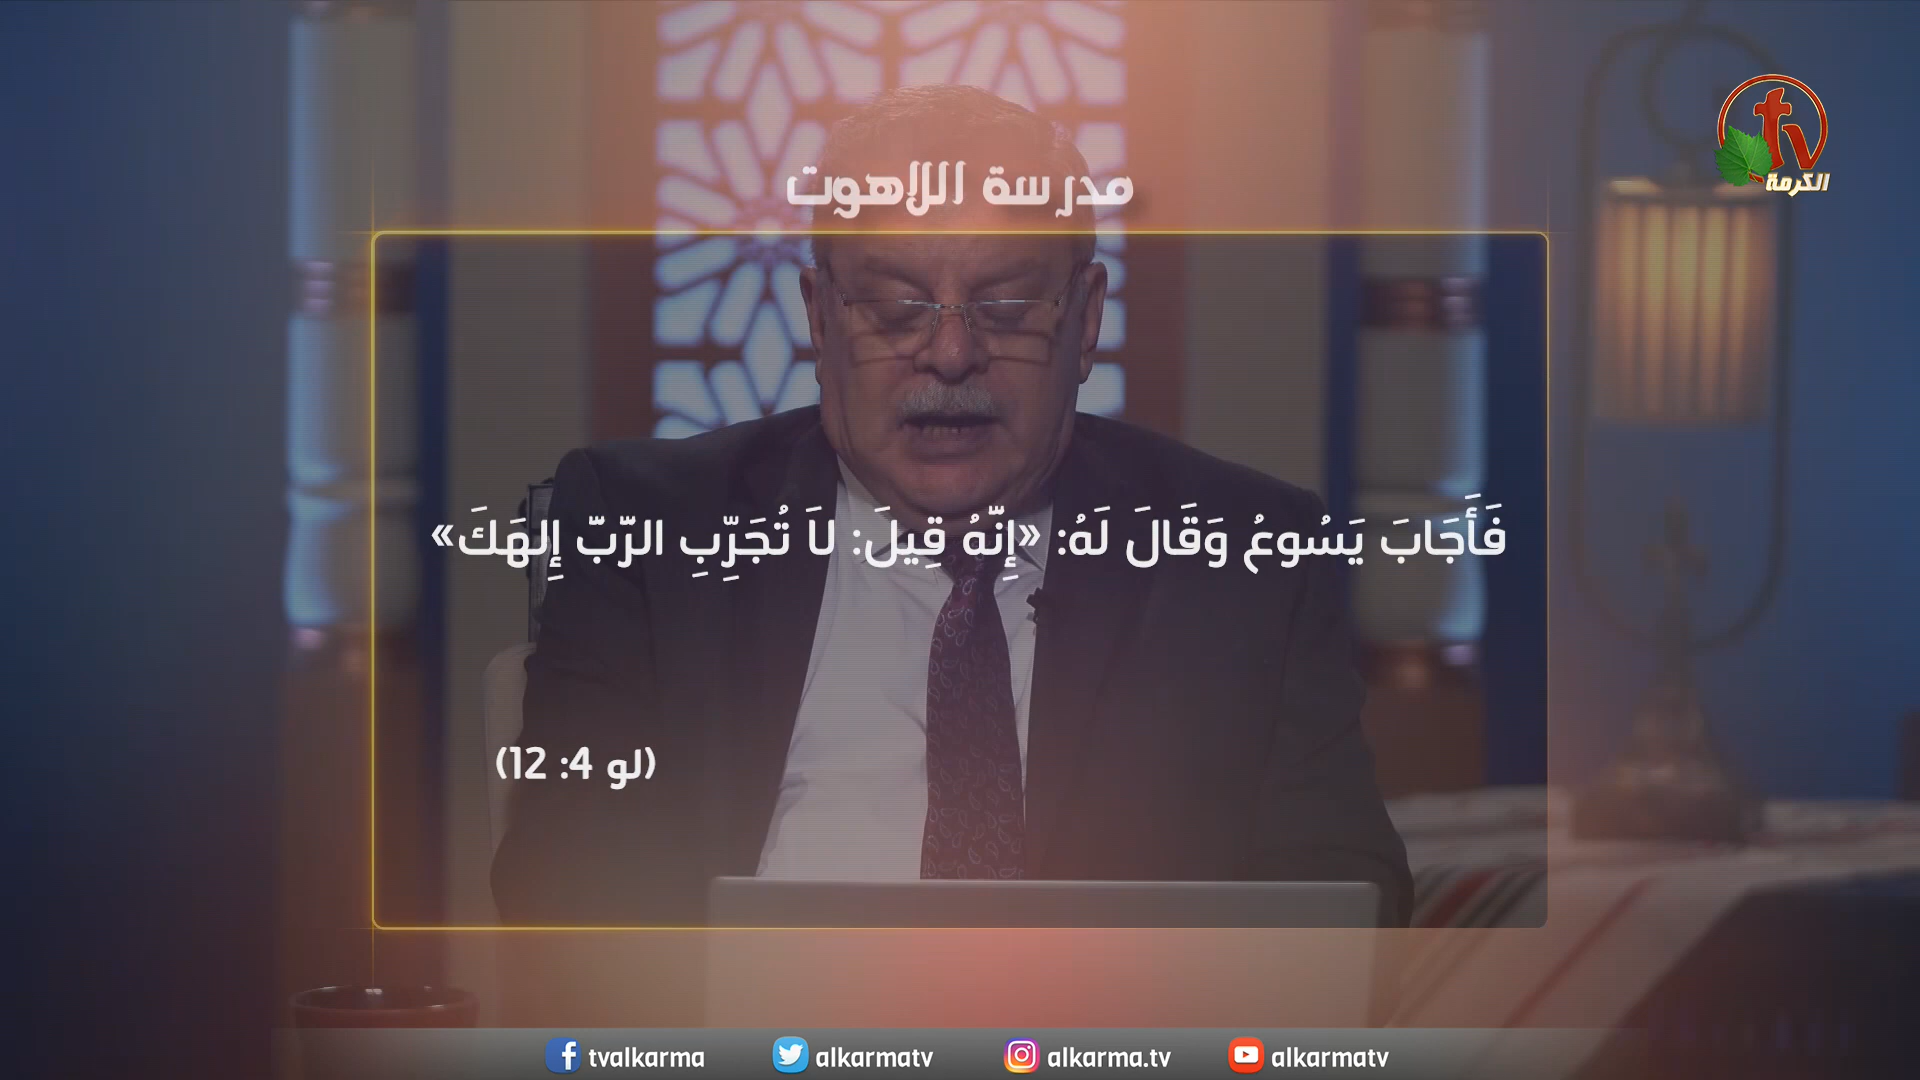 tv
الكرمة
مدرسة اللاهوت
فَأَجَابَ يَسُوعُ وَقَالَ لَهُ: «إِنّهُ قِيلَ: لاَ تُجَرِّبِ الرّبّ إِلهَكَ»
(لو 4: 12)
tvalkarma alkarmatv alkarma.tv alkarmatv